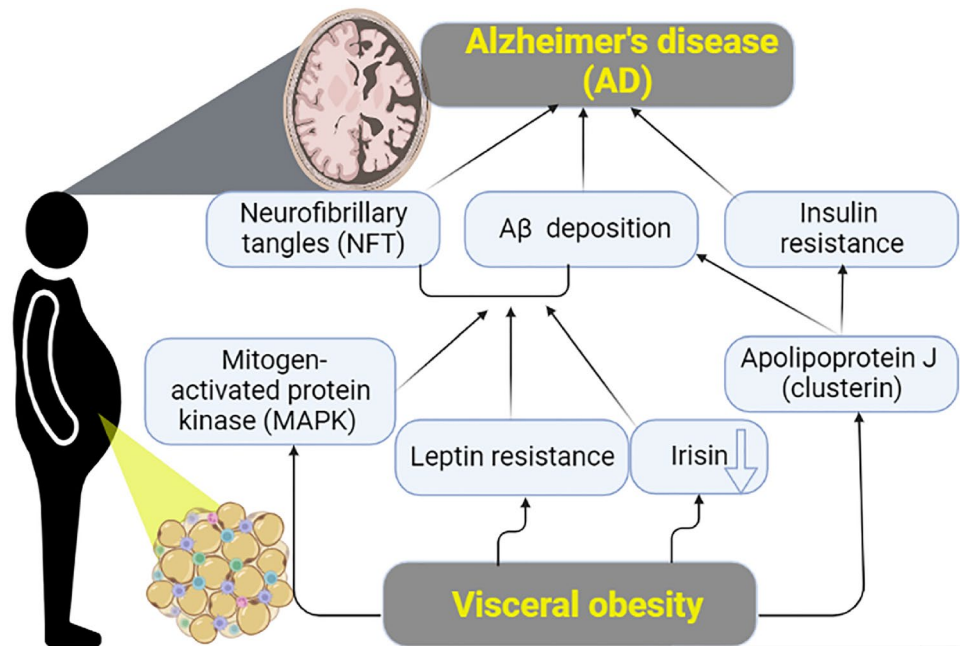 Alzheimer's disease
(AD)
Neurofibrillary
tangles (NFT)
Aβ deposition
Insulin
resistance
Mitogen-
activated protein
kinase (MAPK)
Apolipoprotein J
(clusterin)
Leptin resistance
Irisin
Visceral obesity